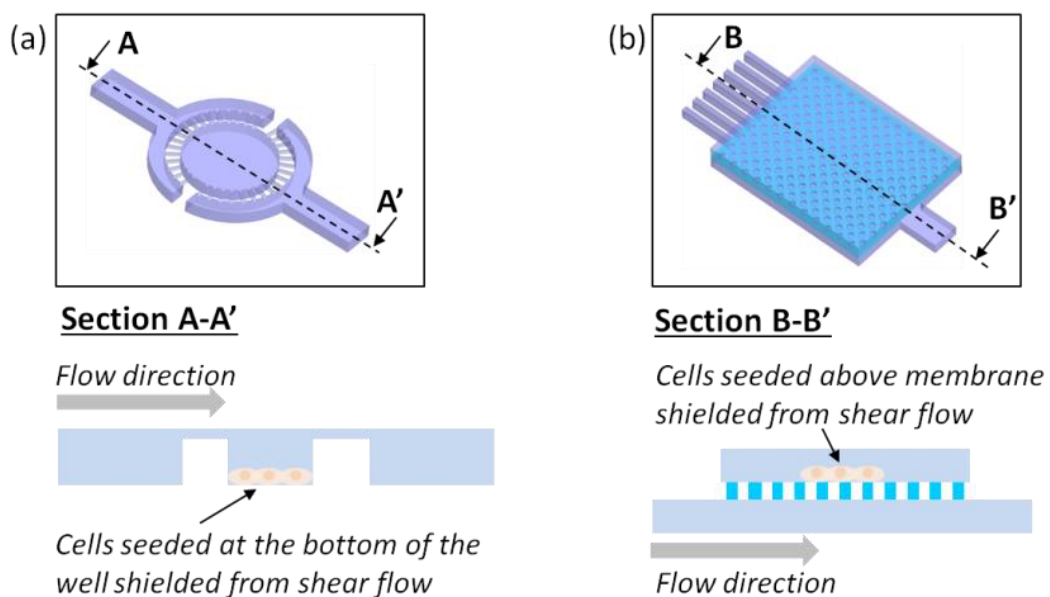 (a)
A
A'
Section A-A'
Flow direction
Cells seeded at the bottom of the
well shielded from shear flow
(b)
B
B'
Section B-B'
Cells seeded above membrane
shielded from shear flow
Flow direction